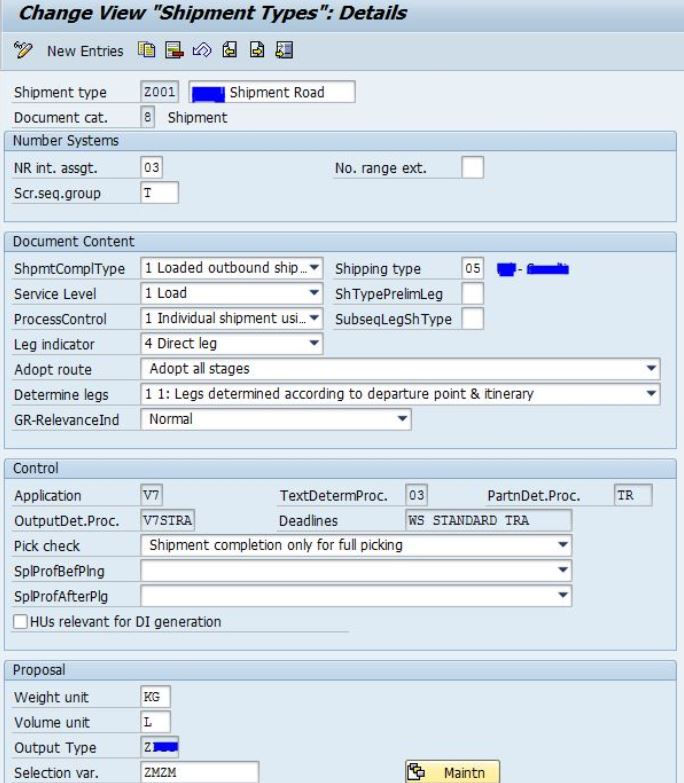 Change View "Shipment Types": Details
New Entries
Shipment type Z001 Shipment Road
Document cat. 8 Shipment
Number Systems
NR int. assgt. 03 No. range ext.
Scr.seq.group T
Document Content
ShpmtComplType 1 Loaded outbound ship... Shipping type 05 -
Service Level 1 Load ShTypePrelimLeg
ProcessControl 1 Individual shipment usi... SubseqLegShType
Leg indicator 4 Direct leg
Adopt route Adopt all stages
Determine legs 1 1: Legs determined according to departure point & itinerary
GR-RelevanceInd Normal
Control
Application V7 TextDetermProc. 03 PartnDet.Proc. TR
OutputDet.Proc. V7STRA Deadlines WS STANDARD TRA
Pick check Shipment completion only for full picking
SplProfBefPlng
SplProfAfterPlg
HUs relevant for DI generation
Proposal
Weight unit KG
Volume unit L
Output Type
Selection var. ZMZM Maintn